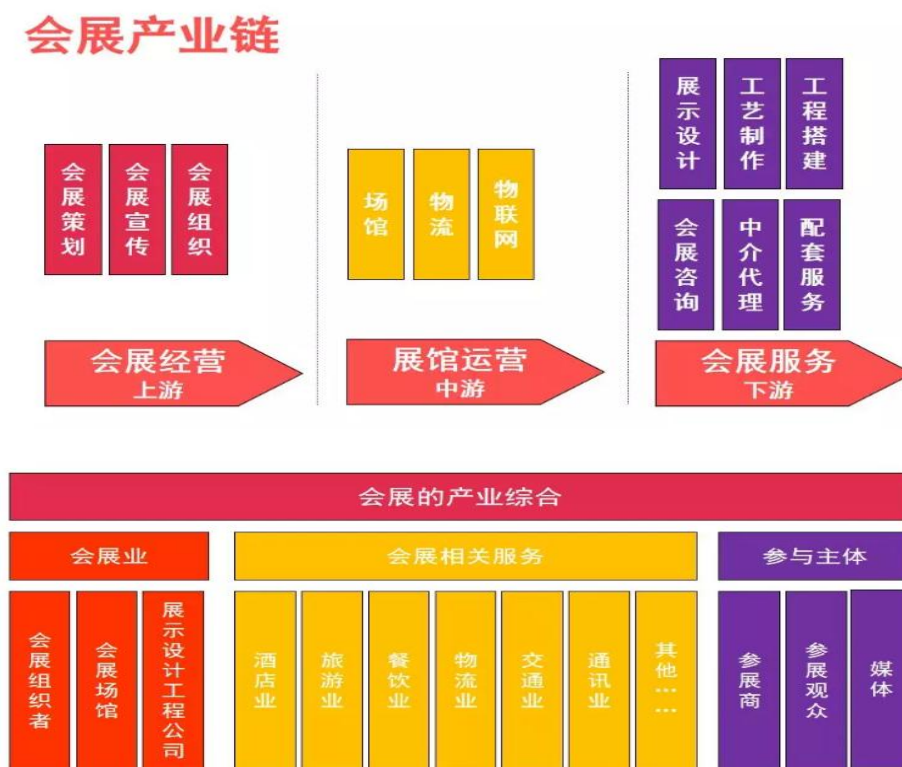 会展产业链
会展策划
会展宣传
会展组织
会展经营
上游
场馆
物流
物联网
展馆运营
中游
展示设计
工艺制作
工程搭建
会展咨询
中介代理
配套服务
会展服务
下游
会展的产业综合
会展业
会展组织者
会展场馆
展示设计工程公司
会展相关服务
酒店业
旅游业
餐饮业
物流业
交通业
通讯业
其他……
参与主体
参展商
参展观众
媒体